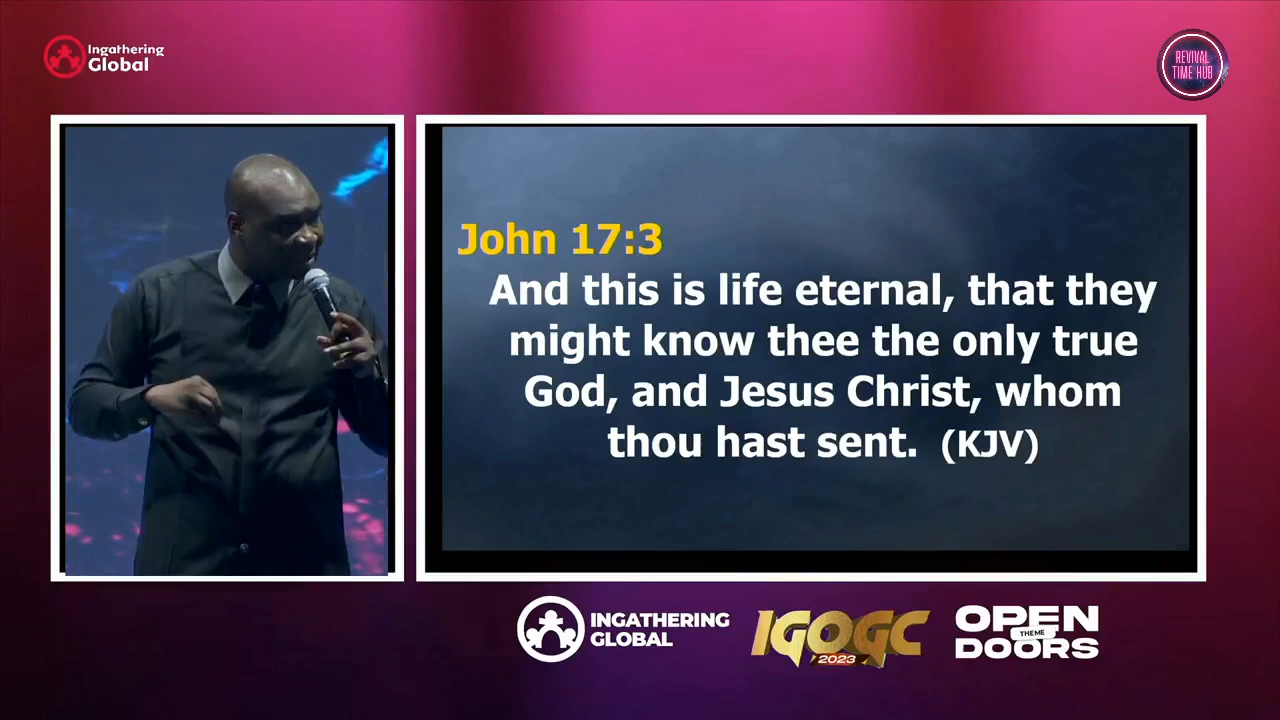 Ingathering
Global
REVIVAL
TIME HUB
John 17:3
And this is life eternal, that they
might know thee the only true
God, and Jesus Christ, whom
thou hast sent. (KJV)
INGATHERING
GLOBAL
IGOGC
2023
OPEN
THEME
DOORS